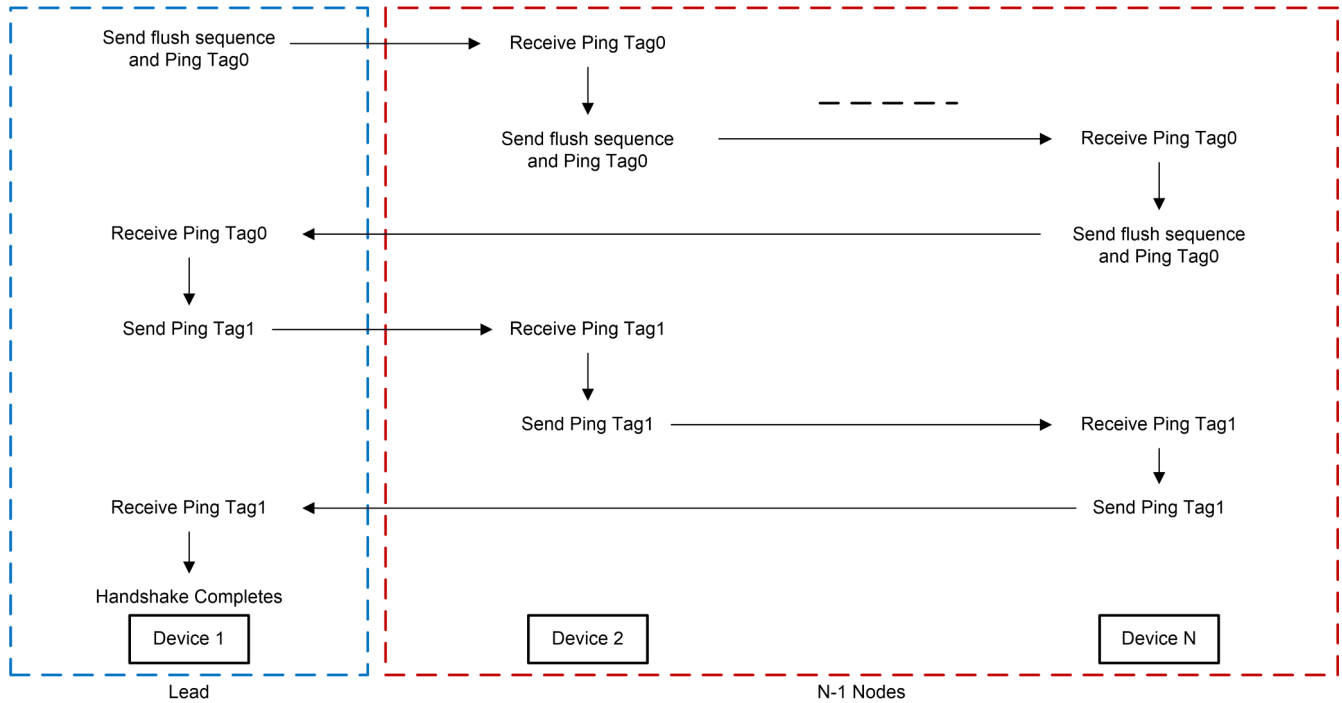 Send flush sequence
and Ping Tag0
Receive Ping Tag0
Send flush sequence
and Ping Tag0
Receive Ping Tag0
Receive Ping Tag0
Send flush sequence
and Ping Tag0
Send Ping Tag1
Receive Ping Tag1
Send Ping Tag1
Receive Ping Tag1
Receive Ping Tag1
Send Ping Tag1
Handshake Completes
Device 1
Device 2
Device N
Lead
N-1 Nodes